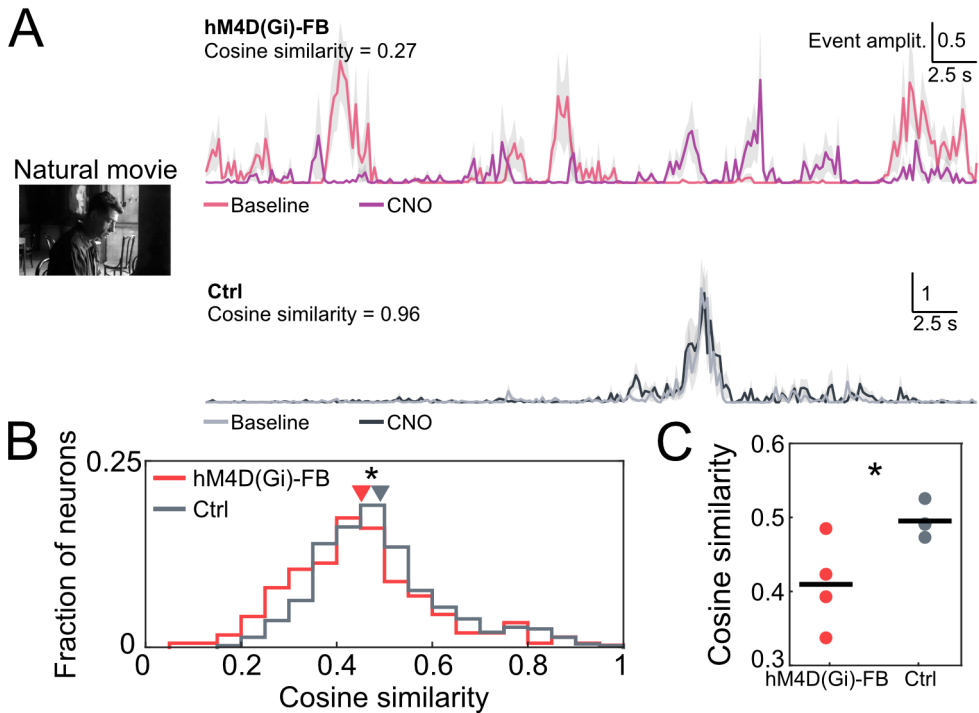 A
hM4D(Gi)-FB
Cosine similarity = 0.27
Event amplit.
0.5
2.5 s
Natural movie
Baseline
CNO
Ctrl
Cosine similarity = 0.96
1
2.5 s
Baseline
CNO
B
Fraction of neurons
0.25
0
hM4D(Gi)-FB
Ctrl
*
0
0.2
0.4
0.6
0.8
1
Cosine similarity
C
Cosine similarity
0.6
0.5
0.4
0.3
*
hM4D(Gi)-FB
Ctrl